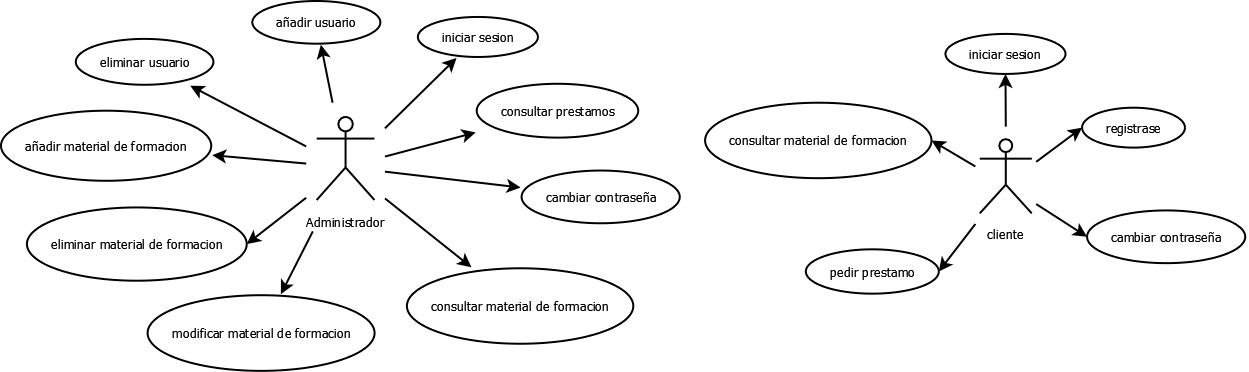 añadir usuario
iniciar sesion
eliminar usuario
consultar prestamos
añadir material de formacion
cambiar contraseña
Administrador
eliminar material de formacion
consultar material de formacion
modificar material de formacion
iniciar sesion
registrase
consultar material de formacion
cliente
cambiar contraseña
pedir prestamo